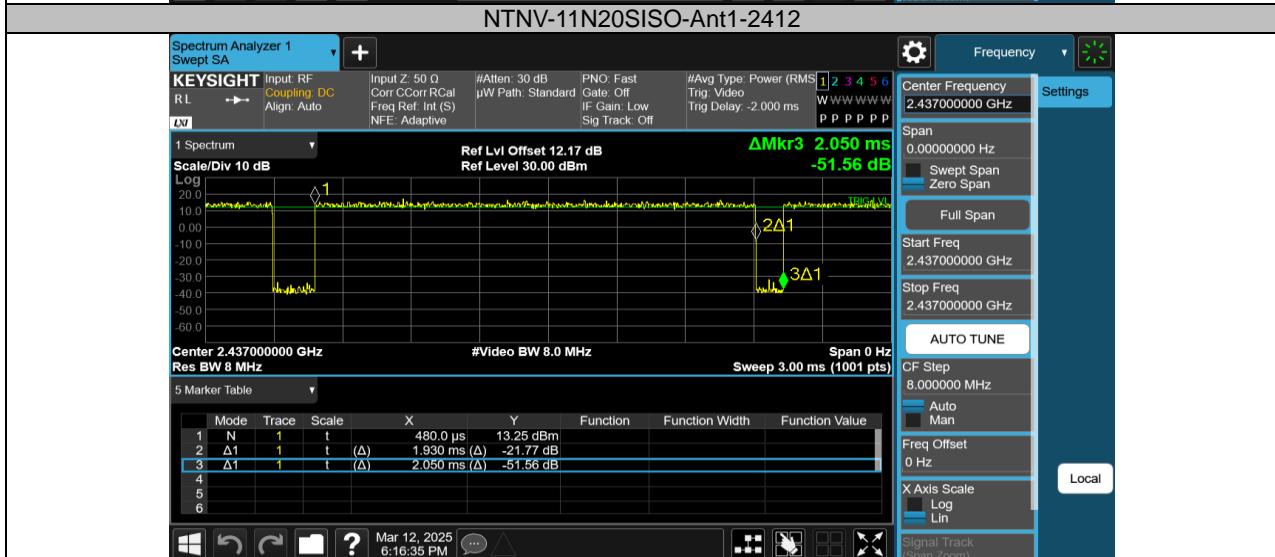 NTNV-11N20SISO-Ant1-2412
Spectrum Analyzer 1
Swept SA
Frequency
KEYSIGHT
RL
LXI
Input: RF
Coupling: DC
Align: Auto
Input Z: 50 Ω
Corr CCorr RCal
Freq Ref: Int (S)
NFE: Adaptive
#Atten: 30 dB
µW Path: Standard
PNO: Fast
Gate: Off
IF Gain: Low
Sig Track: Off
#Avg Type: Power (RMS
Trig: Video
Trig Delay: -2.000 ms
1 2 3 4 5 6
W W W W W W
P P P P P P
Center Frequency
2.437000000 GHz
Settings
Span
0.00000000 Hz
Swept Span
Zero Span
Full Span
Start Freq
2.437000000 GHz
Stop Freq
2.437000000 GHz
AUTO TUNE
CF Step
8.000000 MHz
Auto
Man
Freq Offset
0 Hz
X Axis Scale
Log
Lin
Signal Track
(Span Zoom)
Local
1 Spectrum
Scale/Div 10 dB
Ref Lvl Offset 12.17 dB
Ref Level 30.00 dBm
ΔMkr3 2.050 ms
-51.56 dB
Log
20.0
10.0
0.00
-10.0
-20.0
-30.0
-40.0
-50.0
-60.0
1
TRIG LVL
2Δ1
3Δ1
Center 2.437000000 GHz
#Video BW 8.0 MHz
Span 0 Hz
Res BW 8 MHz
Sweep 3.00 ms (1001 pts)
5 Marker Table
Mode Trace Scale X Y Function Function Width Function Value
1 N 1 t 480.0 µs 13.25 dBm
2 Δ1 1 t (Δ) 1.930 ms (Δ) -21.77 dB
3 Δ1 1 t (Δ) 2.050 ms (Δ) -51.56 dB
4
5
6
Mar 12, 2025
6:16:35 PM